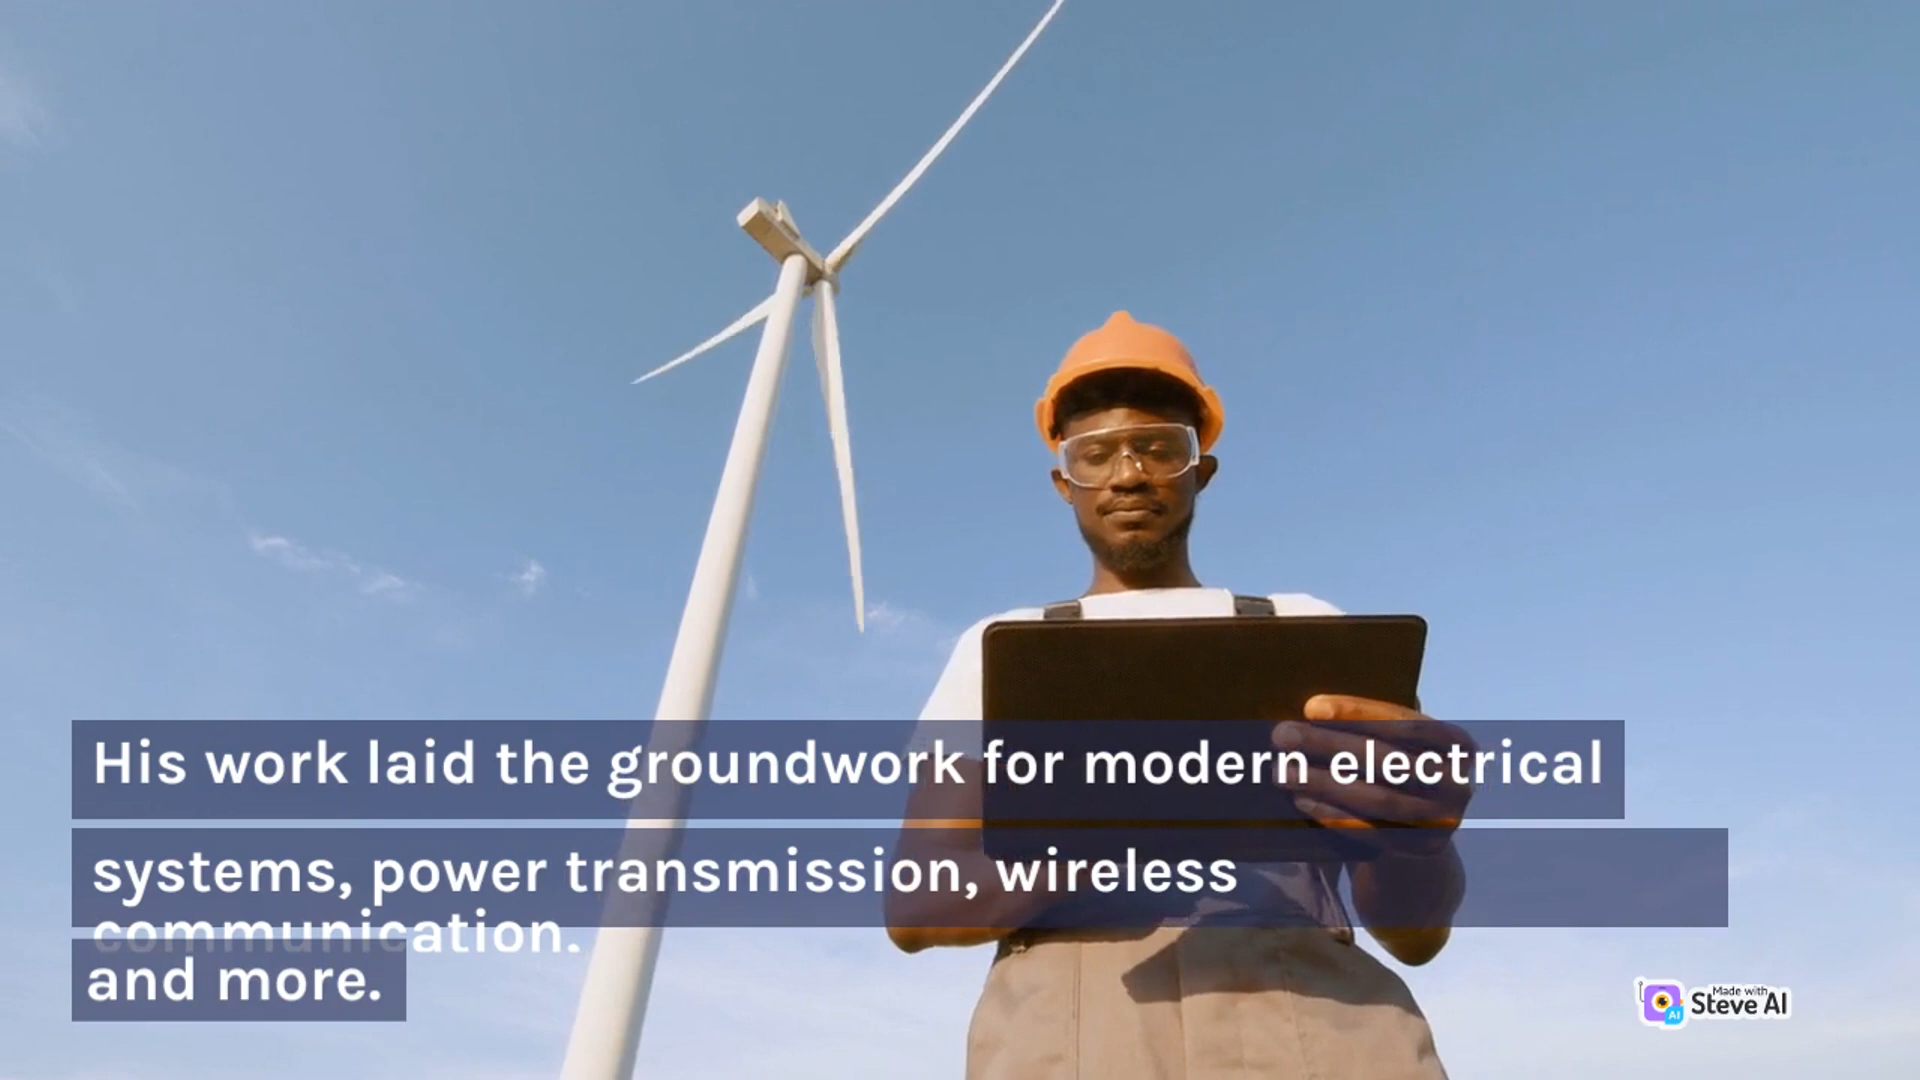 His work laid the groundwork for modern electrical
systems, power transmission, wireless
communication.
and more.
Made with
Steve AI
AI